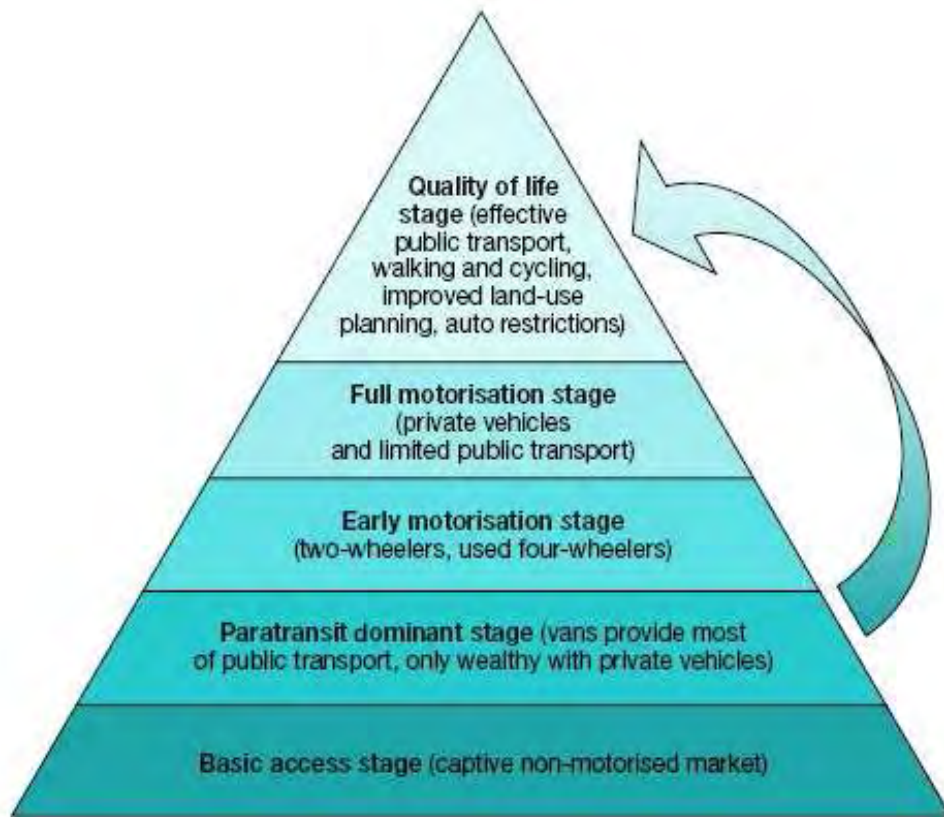 Quality of life
stage (effective
public transport,
walking and cycling,
improved land-use
planning, auto restrictions)
Full motorisation stage
(private vehicles
and limited public transport)
Early motorisation stage
(two-wheelers, used four-wheelers)
Paratransit dominant stage (vans provide most
of public transport, only wealthy with private vehicles)
Basic access stage (captive non-motorised market)